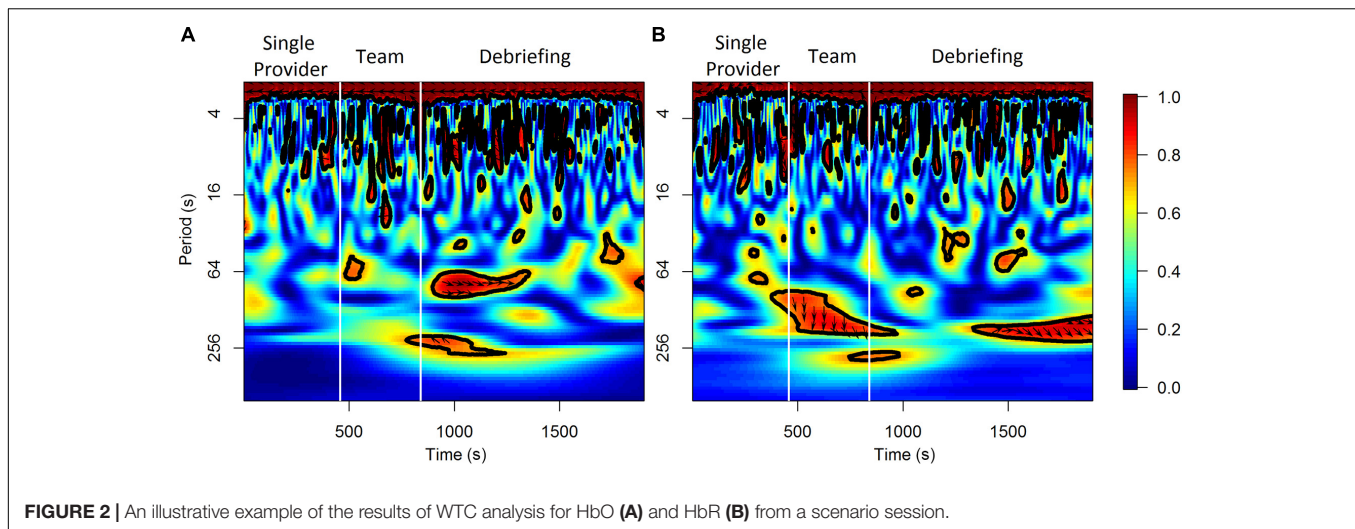 A
Single
Provider
Team
Debriefing
B
Single
Provider
Team
Debriefing
Period (s)
4
16
64
256
500
1000
1500
Time (s)
4
16
64
256
500
1000
1500
Time (s)
1.0
0.8
0.6
0.4
0.2
0.0
FIGURE 2 | An illustrative example of the results of WTC analysis for HbO (A) and HbR (B) from a scenario session.